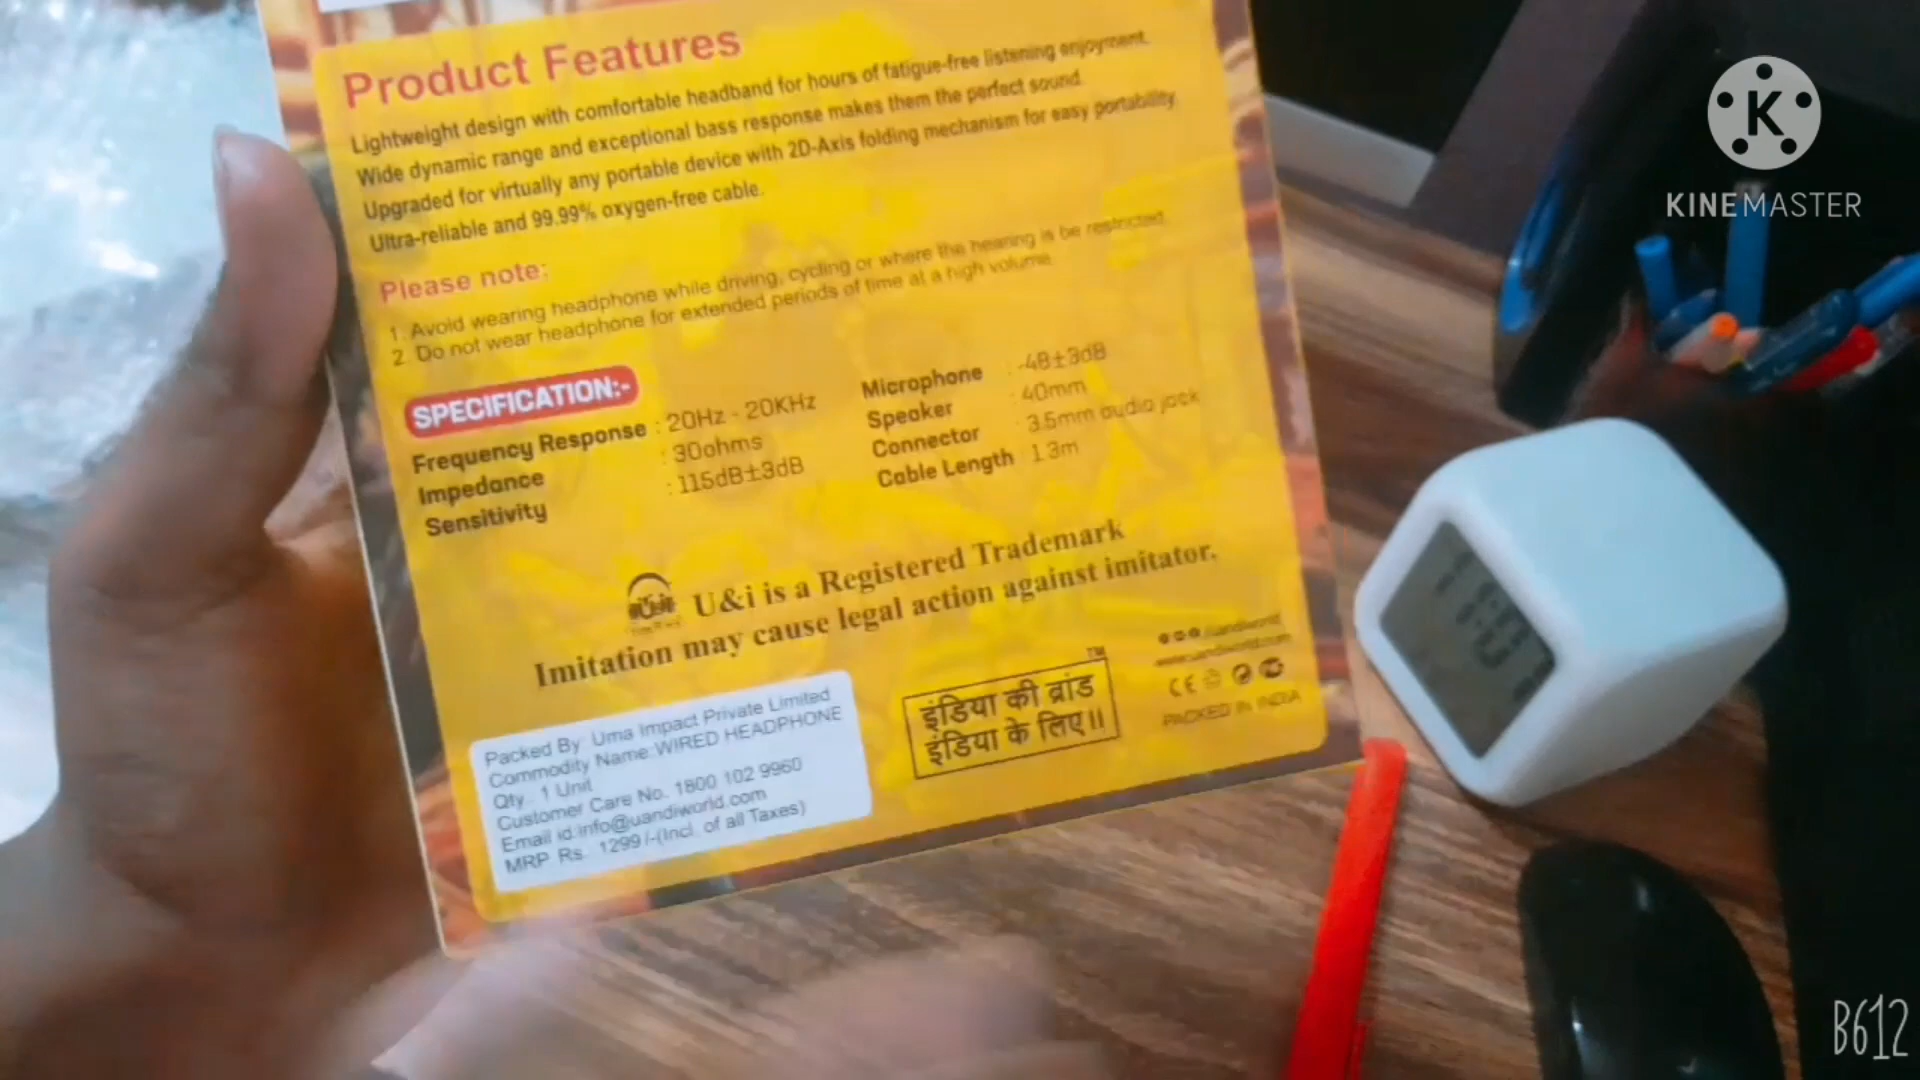 Product Features
Lightweight design with comfortable headband for hours of fatigue-free listening enjoyment.
Wide dynamic range and exceptional bass response makes them the perfect sound.
Upgraded for virtually any portable device with 2D-Axis folding mechanism for easy portability
Ultra-reliable and 99.99% oxygen-free cable.
Please note:
1. Avoid wearing headphone while driving, cycling or where the hearing is be restricted
2. Do not wear headphone for extended periods of time at a high volume
SPECIFICATION:-
Frequency Response : 20Hz - 20KHz
Impedance : 30ohms
Sensitivity : 115dB±3dB
Microphone : -48±3dB
Speaker : 40mm
Connector : 3.5mm audio jack
Cable Length : 1.3m
U&i is a Registered Trademark
Imitation may cause legal action against imitator.
Packed By: Uma Impact Private Limited
Commodity Name: WIRED HEADPHONE
Qty.: 1 Unit
Customer Care No. 1800 102 9960
Email id:info@uandiworld.com
MRP Rs. 1299/-(Incl. of all Taxes)
TM
इंडिया की ब्रांड
इंडिया के लिए॥
/uandiworld
www.uandiworld.com
CE
PACKED IN INDIA
K
KINEMASTER
B612